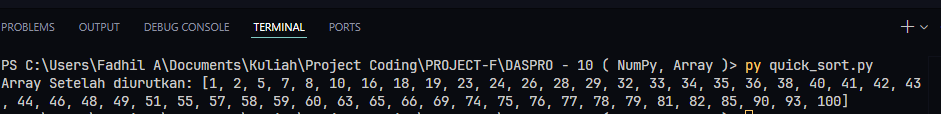 PROBLEMS OUTPUT DEBUG CONSOLE TERMINAL PORTS
PS C:\Users\Fadhil A\Documents\Kuliah\Project Coding\PROJECT-F\DASPRO - 10 ( NumPy, Array )> py quick_sort.py
Array Setelah diurutkan: [1, 2, 5, 7, 8, 10, 16, 18, 19, 23, 24, 26, 28, 29, 32, 33, 34, 35, 36, 38, 40, 41, 42, 43
, 44, 46, 48, 49, 51, 55, 57, 58, 59, 60, 63, 65, 66, 69, 74, 75, 76, 77, 78, 79, 81, 82, 85, 90, 93, 100]